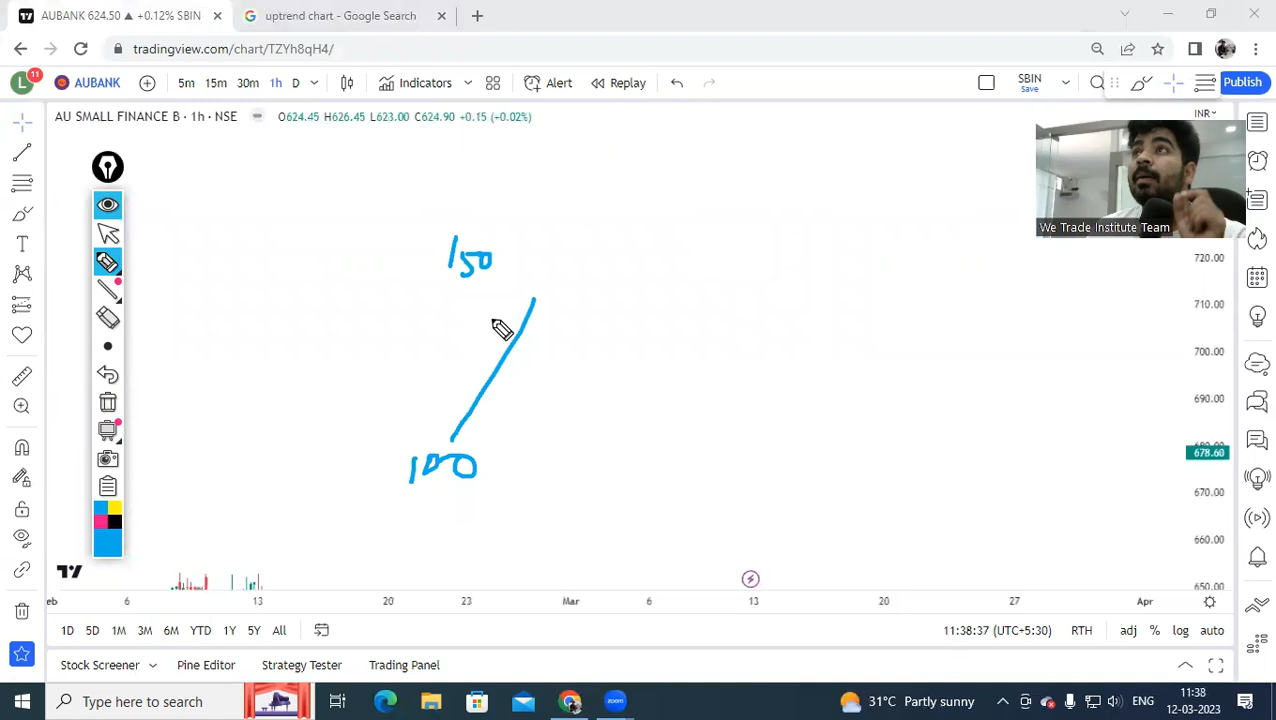 AUBANK 624.50 ▲ +0.12% SBIN
uptrend chart - Google Search
tradingview.com/chart/TZYh8qH4/
L 11 AUBANK 5m 15m 30m 1h D Indicators Alert Replay SBIN Save Publish
AU SMALL FINANCE B · 1h · NSE O624.45 H626.45 L623.00 C624.90 +0.15 (+0.02%) INR
We Trade Institute Team
150
100
720.00
710.00
700.00
690.00
680.00
678.60
670.00
660.00
650.00
eb 6 13 20 23 Mar 6 13 20 27 Apr
1D 5D 1M 3M 6M YTD 1Y 5Y All 11:38:37 (UTC+5:30) RTH adj % log auto
Stock Screener Pine Editor Strategy Tester Trading Panel
Type here to search zoom 31°C Partly sunny ENG 11:38
12-03-2023